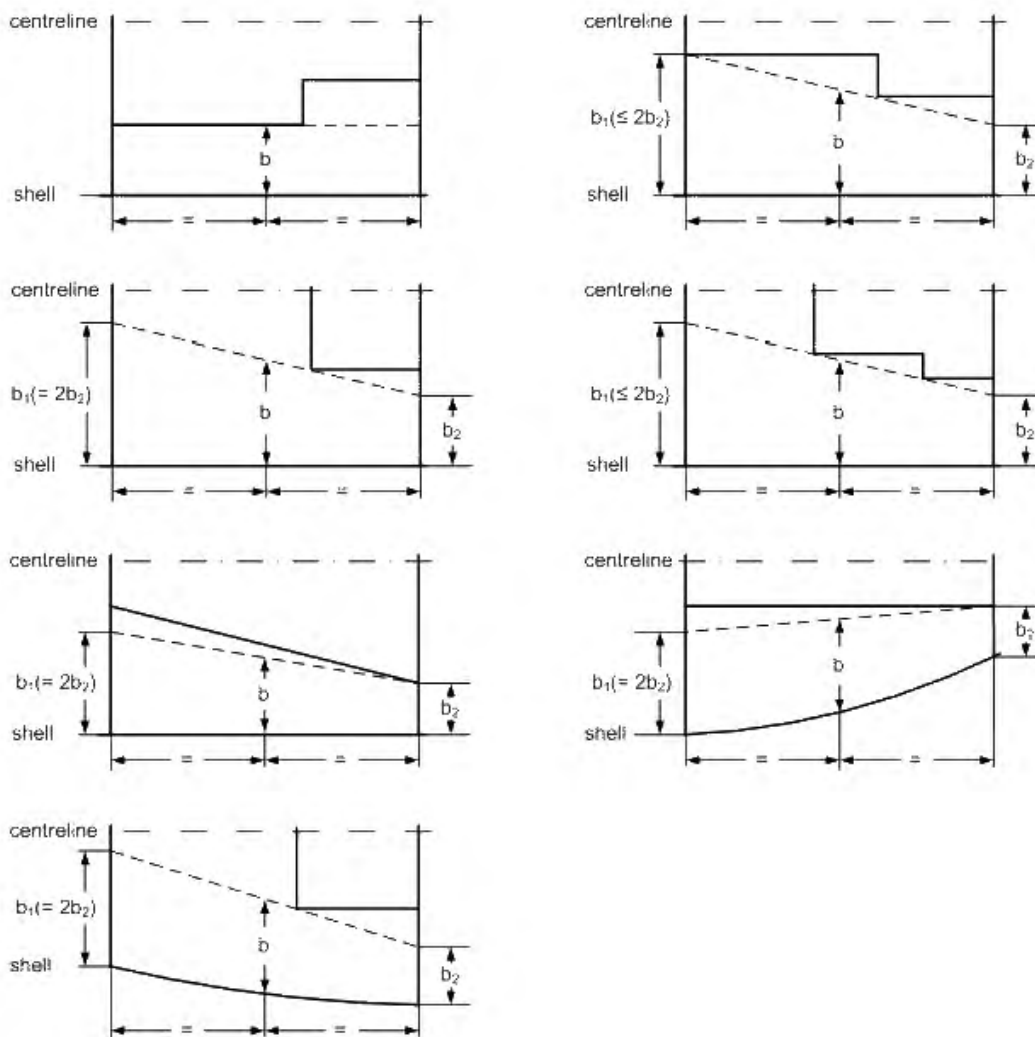 centreline
b
shell
= =
centreline
b₁(≤ 2b₂)
b
b₂
shell
= =
centreline
b₁(= 2b₂)
b
b₂
shell
= =
centreline
b₁(≤ 2b₂)
b
b₂
shell
= =
centreline
b₁(= 2b₂)
b
b₂
shell
= =
centreline
b₂
b₁(= 2b₂)
b
shell
= =
centreline
b₁(= 2b₂)
b
shell
b₂
= =